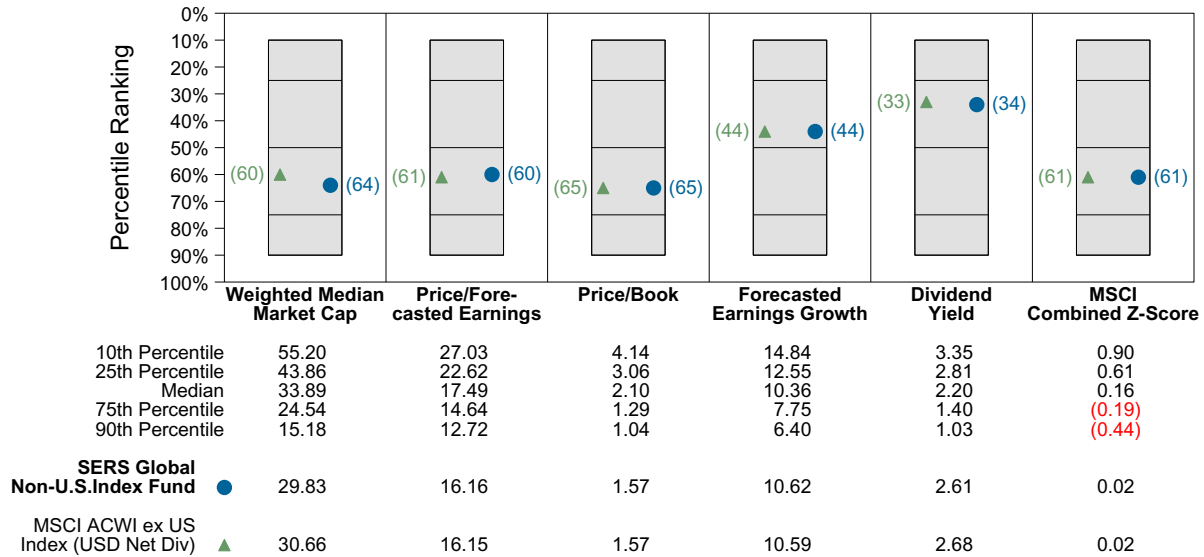 Percentile Ranking
0%
10%
20%
30%
40%
50%
60%
70%
80%
90%
100%
(60) (64)
(61) (60)
(65) (65)
(44) (44)
(33) (34)
(61) (61)
Weighted Median
Market Cap
Price/Fore-
casted Earnings
Price/Book
Forecasted
Earnings Growth
Dividend
Yield
MSCI
Combined Z-Score
10th Percentile 55.20 27.03 4.14 14.84 3.35 0.90
25th Percentile 43.86 22.62 3.06 12.55 2.81 0.61
Median 33.89 17.49 2.10 10.36 2.20 0.16
75th Percentile 24.54 14.64 1.29 7.75 1.40 (0.19)
90th Percentile 15.18 12.72 1.04 6.40 1.03 (0.44)
SERS Global
Non-U.S.Index Fund 29.83 16.16 1.57 10.62 2.61 0.02
MSCI ACWI ex US
Index (USD Net Div) 30.66 16.15 1.57 10.59 2.68 0.02